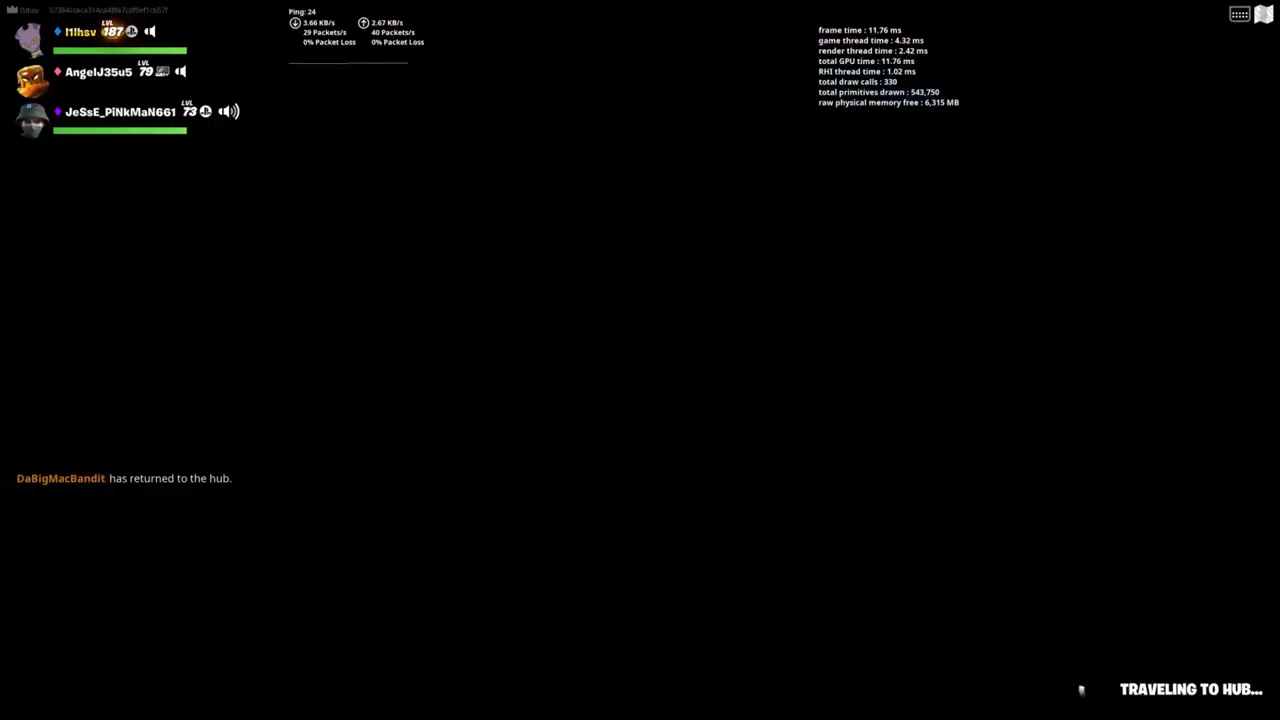 l1lhsv
LVL
l1lhsv 187
LVL
AngelJ35u5 79
LVL
JeSsE_PiNkMaN661 73
Ping: 24
3.66 KB/s 2.67 KB/s
29 Packets/s 40 Packets/s
0% Packet Loss 0% Packet Loss
frame time : 11.76 ms
game thread time : 4.32 ms
render thread time : 2.42 ms
total GPU time : 11.76 ms
RHI thread time : 1.02 ms
total draw calls : 330
total primitives drawn : 543,750
raw physical memory free : 6,315 MB
DaBigMacBandit has returned to the hub.
TRAVELING TO HUB...